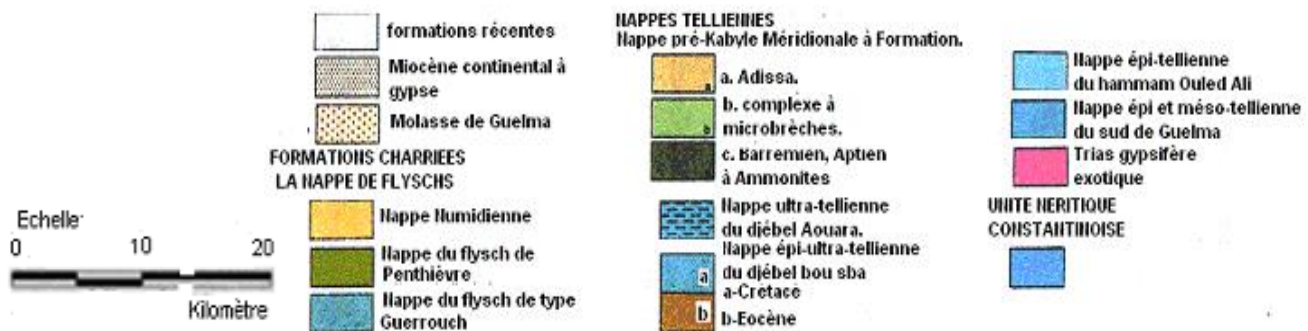 formations récentes
Miocène continental à
gypse
Molasse de Guelma
FORMATIONS CHARRIEES
LA NAPPE DE FLYSCHS
Echelle
0 10 20
Kilomètre
Nappe Numidienne
Nappe du flysch de
Penthièvre
Nappe du flysch de type
Guerrouch
NAPPES TELLIENNES
Nappe pré-Kabyle Méridionale à Formation.
a
a. Adissa.
b
b. complexe à
microbrèches.
c. Barremien, Aptien
à Ammonites
Nappe ultra-tellienne
du djébel Aouara.
Nappe épi-ultra-tellienne
du djébel bou sba
a
a-Crétacé
b
b-Eocène
Nappe épi-tellienne
du hammam Ouled Ali
Nappe épi et méso-tellienne
du sud de Guelma
Trias gypsifère
exotique
UNITE NERITIQUE
CONSTANTINOISE